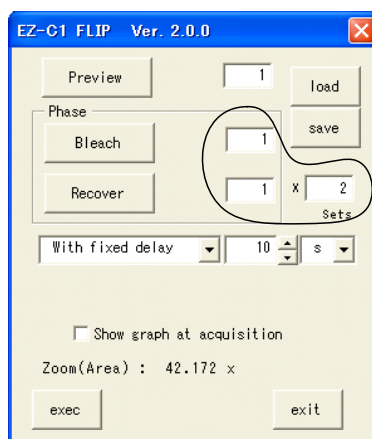 EZ-C1 FLIP Ver. 2.0.0
Preview 1 load
Phase
Bleach 1 save
Recover 1 x 2
Sets
With fixed delay 10 s
Show graph at acquisition
Zoom(Area) : 42.172 x
exec exit